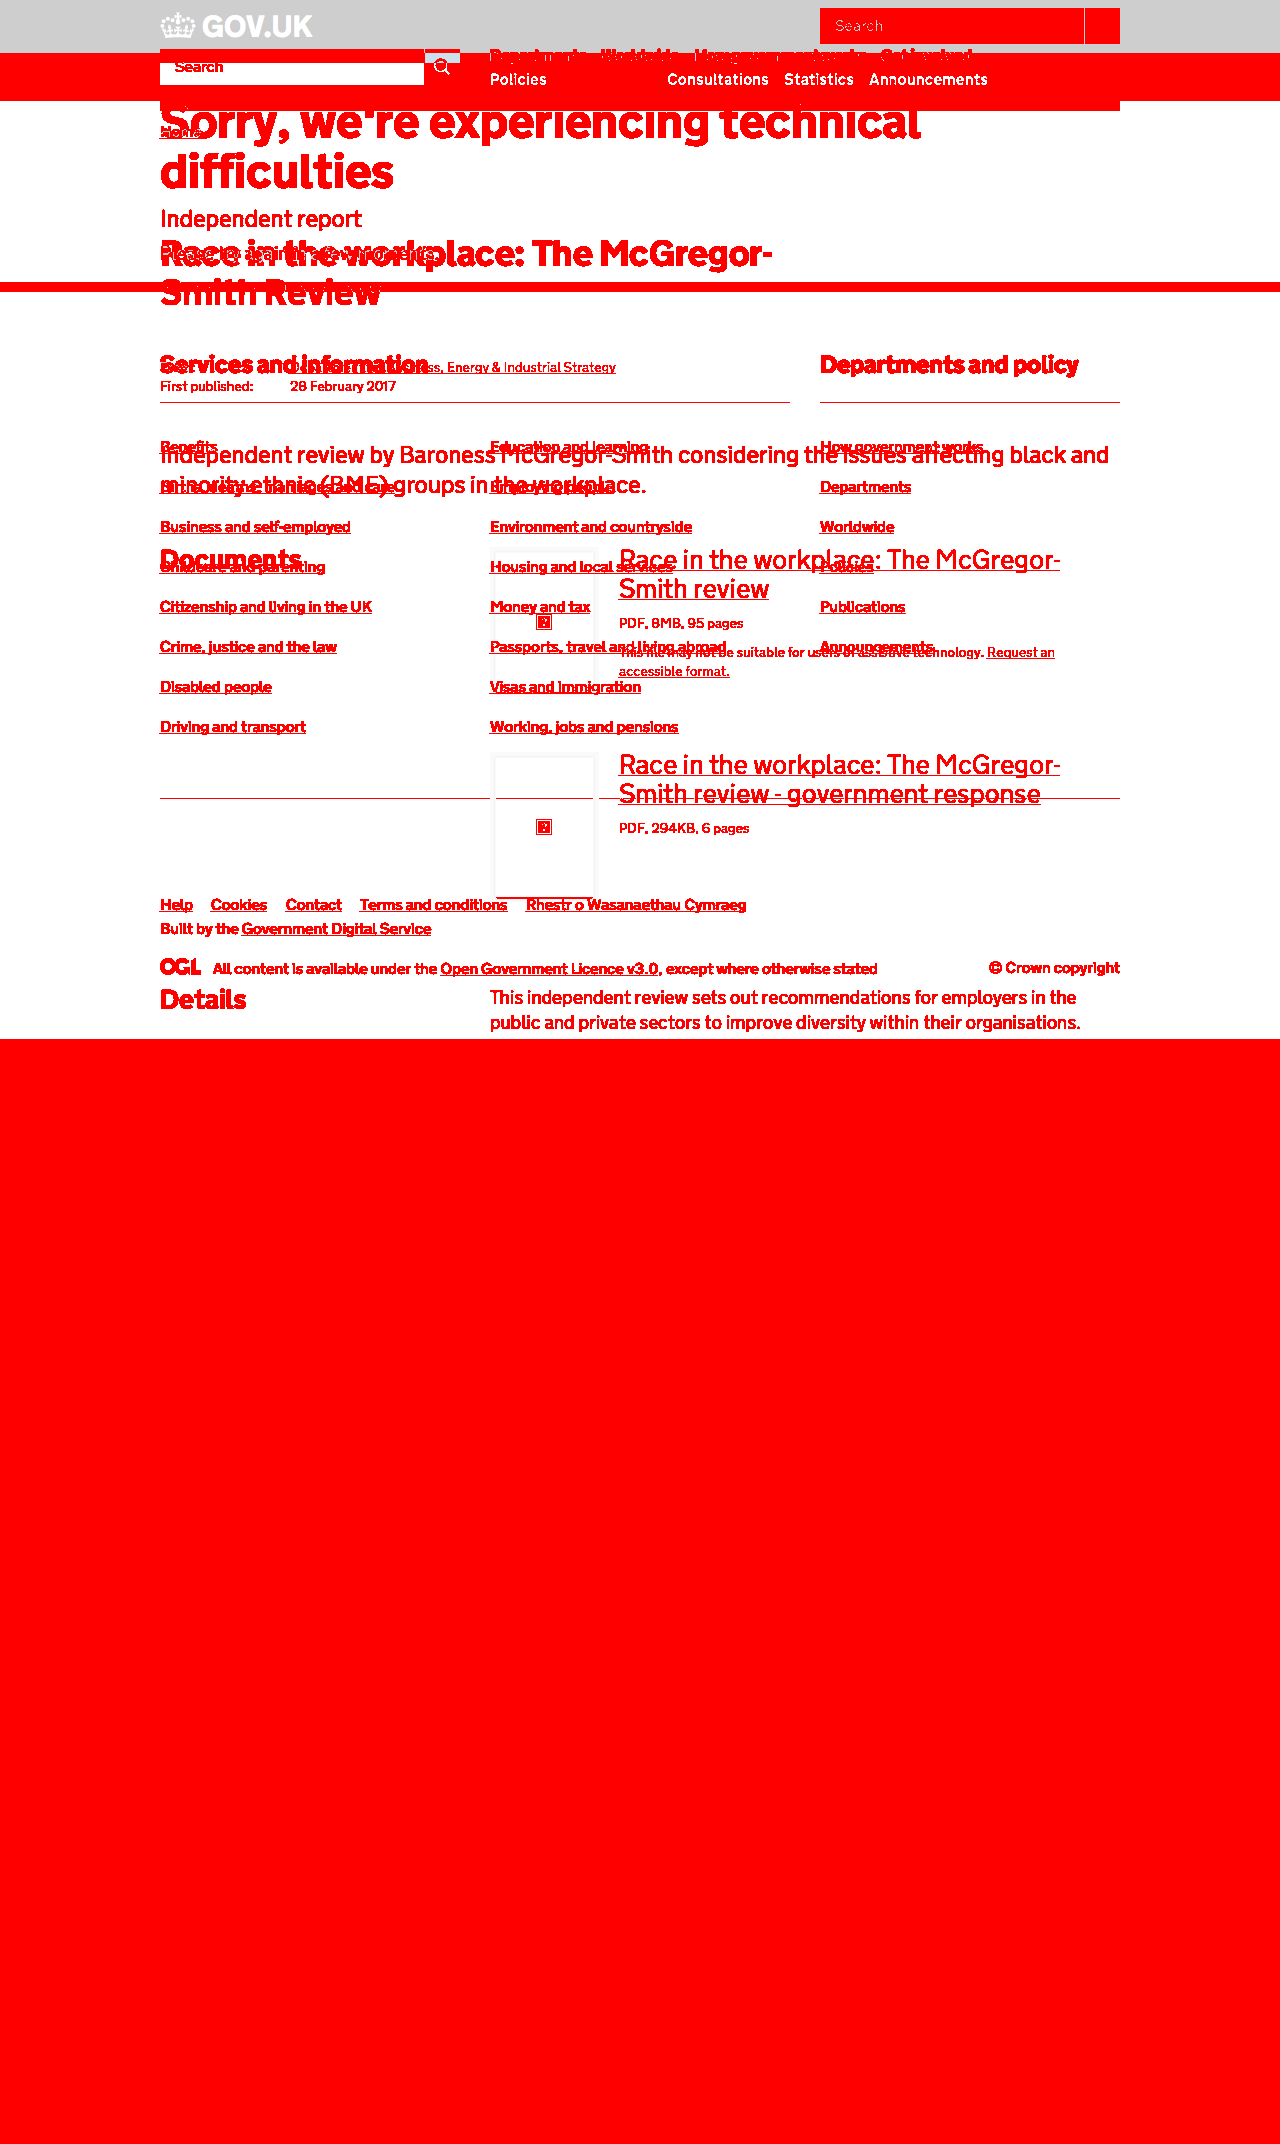 GOV.UK
Search
Search
Departments Worldwide How government works Get involved
Policies Consultations Statistics Announcements
Sorry, we're experiencing technical
Home
difficulties
Independent report
Race in the workplace: The McGregor-
Please try again in a few moments.
Smith Review
Services and information
Departments and policy
Energy & Industrial Strategy
First published: 28 February 2017
Benefits
Education and learning
How government works
Independent review by Baroness McGregor-Smith considering the issues affecting black and
minority ethnic (BME) groups in the workplace.
Departments
Business and self-employed
Environment and countryside
Worldwide
Documents
Race in the workplace: The McGregor-
Childcare and parenting
Housing and local services
Policies
Smith review
Citizenship and living in the UK
Money and tax
Publications
PDF, 8MB, 95 pages
Crime, justice and the law
Passports, travel and living abroad
Announcements
This file may not be suitable for users of assistive technology. Request an
accessible format.
Disabled people
Visas and immigration
Driving and transport
Working, jobs and pensions
Race in the workplace: The McGregor-
Smith review - government response
PDF, 294KB, 6 pages
Help Cookies Contact Terms and conditions Rhestr o Wasanaethau Cymraeg
Built by the Government Digital Service
OGL All content is available under the Open Government Licence v3.0, except where otherwise stated
© Crown copyright
Details
This independent review sets out recommendations for employers in the
public and private sectors to improve diversity within their organisations.